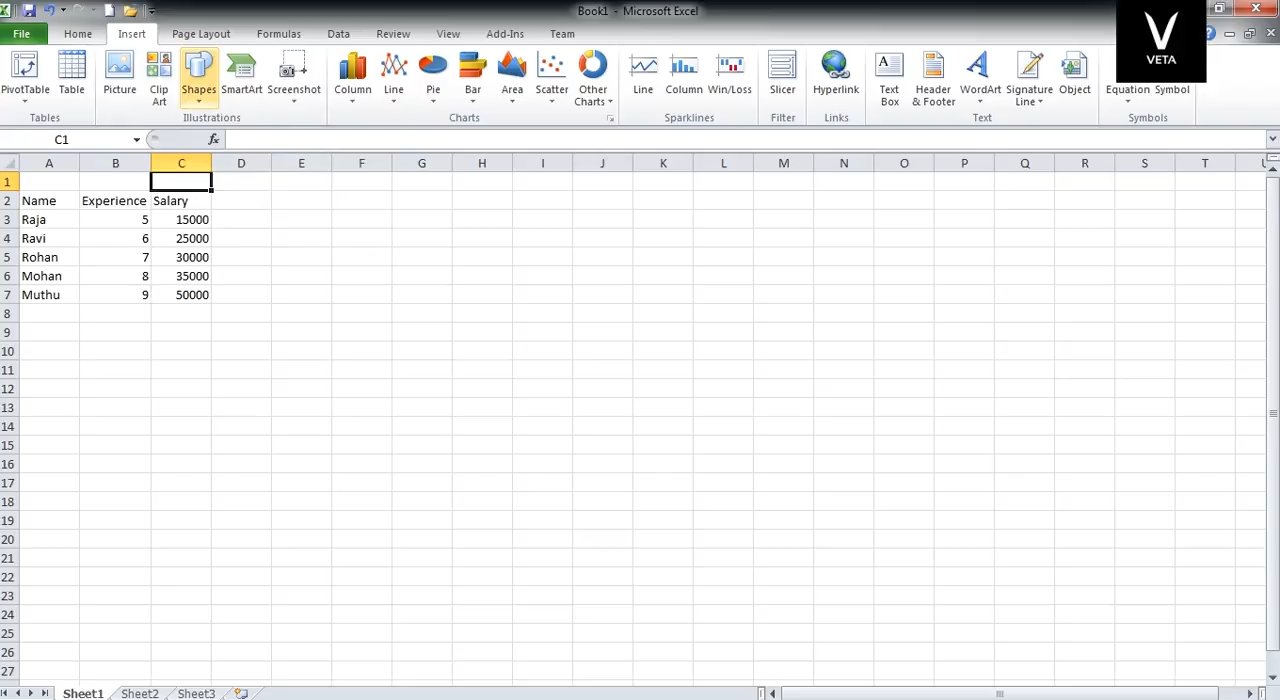 Book1 - Microsoft Excel
V
VETA
File Home Insert Page Layout Formulas Data Review View Add-Ins Team
PivotTable Table Picture Clip Art Shapes SmartArt Screenshot Column Line Pie Bar Area Scatter Other Charts Line Column Win/Loss Slicer Hyperlink Text Box Header & Footer WordArt Signature Line Object Equation Symbol
Tables Illustrations Charts Sparklines Filter Links Text Symbols
C1 fx
A B C D E F G H I J K L M N O P Q R S T
1
2 Name Experience Salary
3 Raja 5 15000
4 Ravi 6 25000
5 Rohan 7 30000
6 Mohan 8 35000
7 Muthu 9 50000
8
9
10
11
12
13
14
15
16
17
18
19
20
21
22
23
24
25
26
27
Sheet1 Sheet2 Sheet3